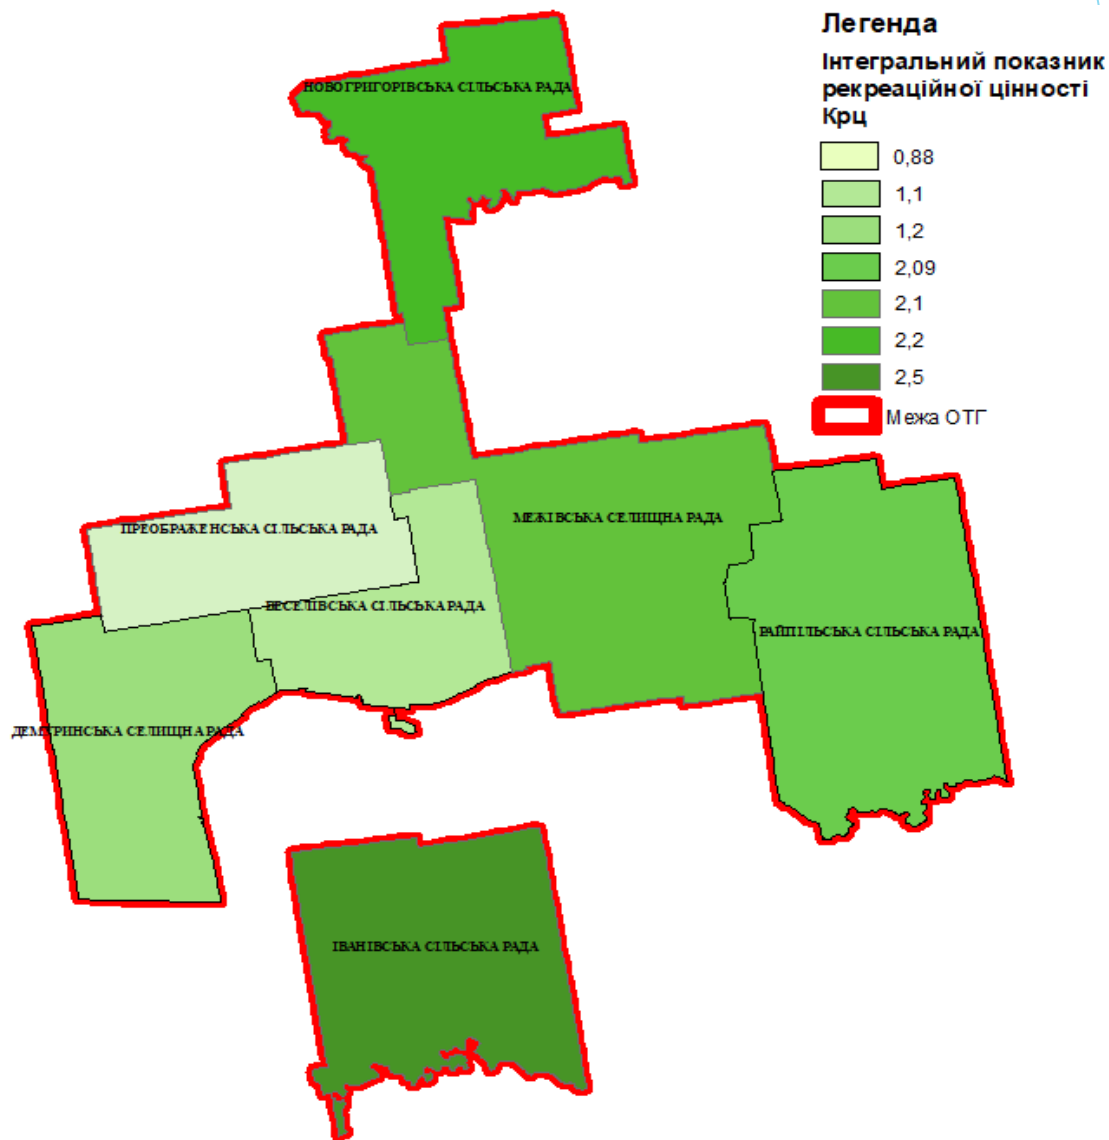 Легенда
Інтегральний показник
рекреаційної цінності
Крц
0,88
1,1
1,2
2,09
2,1
2,2
2,5
Межа ОТГ
НОВОГРИГОРІВСЬКА СІЛЬСЬКА РАДА
МЕЖІВСЬКА СЕЛИЩНА РАДА
ПРЕОБРАЖЕНСЬКА СІЛЬСЬКА РАДА
ВЕСЕЛІВСЬКА СІЛЬСЬКА РАДА
РАЙПІЛЬСЬКА СІЛЬСЬКА РАДА
ДЕМУРИНСЬКА СЕЛИЩНА РАДА
ІВАНІВСЬКА СІЛЬСЬКА РАДА